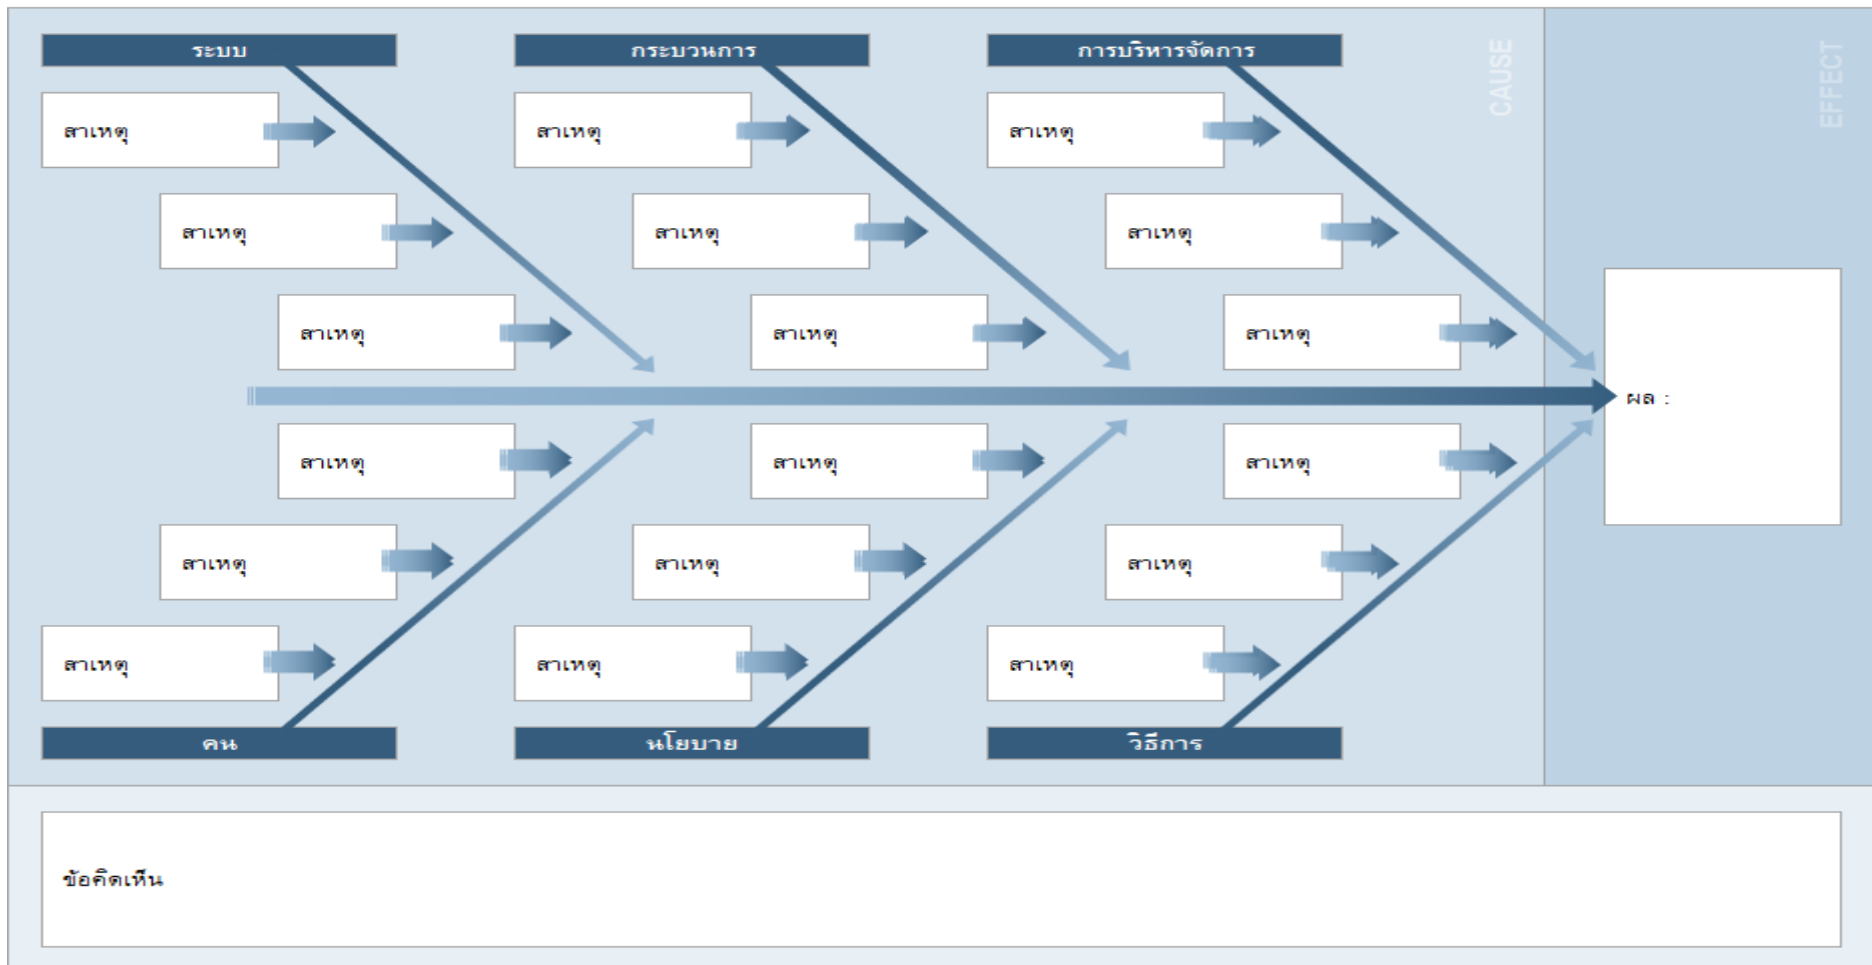 ระบบ
กระบวนการ
การบริหารจัดการ
CAUSE
EFFECT
สาเหตุ
สาเหตุ
สาเหตุ
สาเหตุ
สาเหตุ
สาเหตุ
สาเหตุ
สาเหตุ
สาเหตุ
ผล :
สาเหตุ
สาเหตุ
สาเหตุ
สาเหตุ
สาเหตุ
สาเหตุ
สาเหตุ
สาเหตุ
สาเหตุ
คน
นโยบาย
วิธีการ
ข้อคิดเห็น